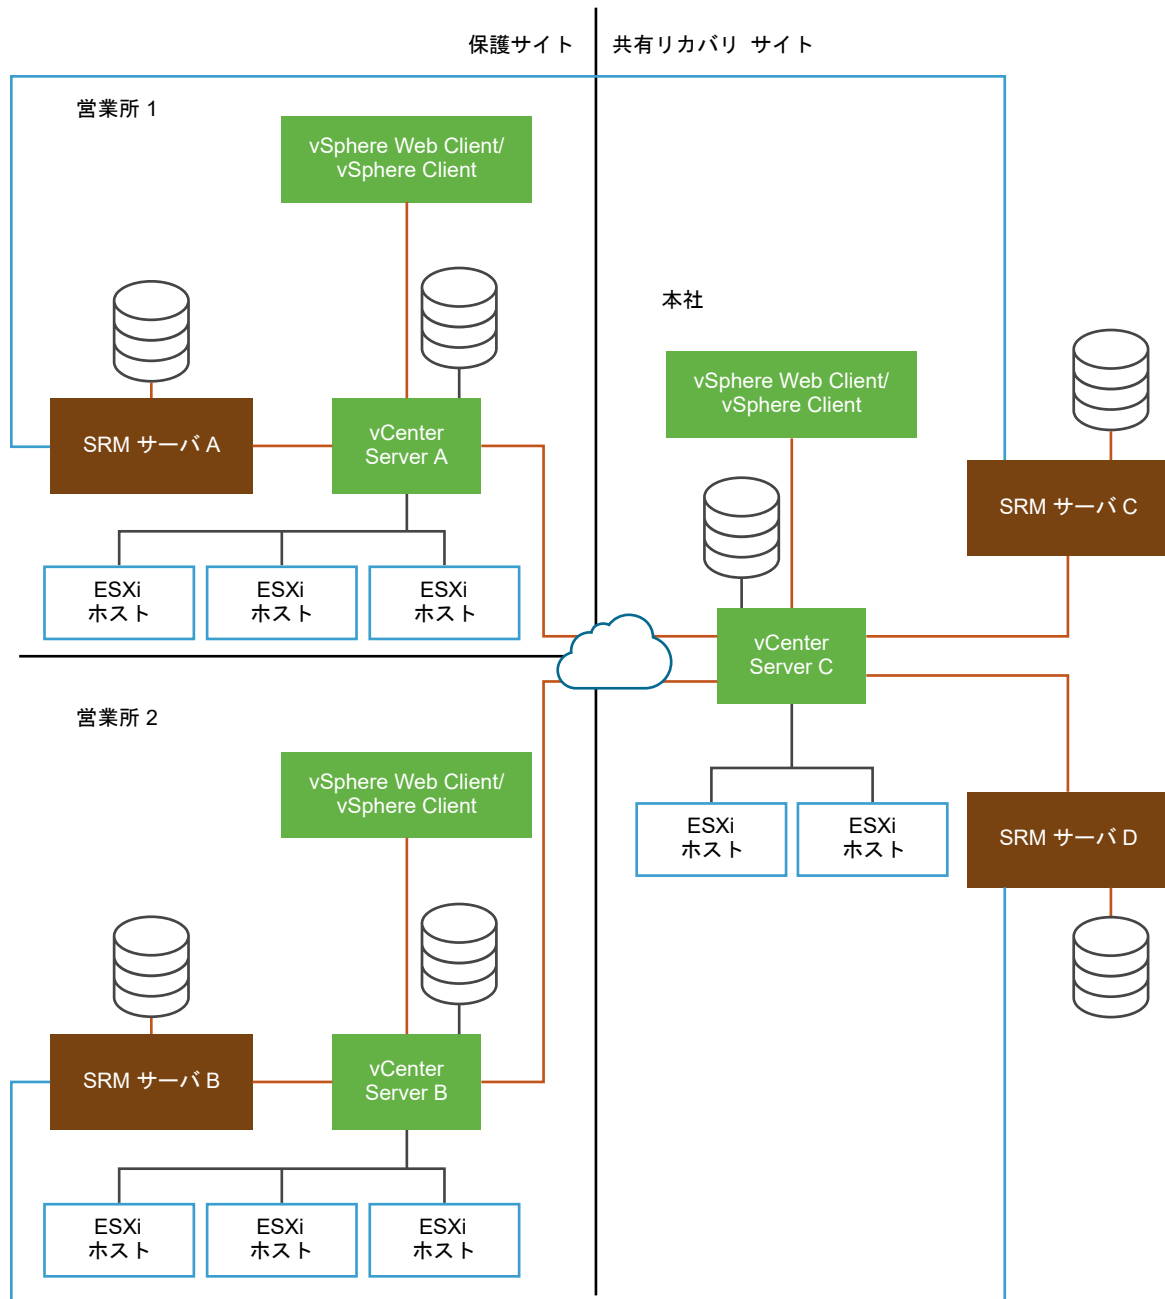 保護サイト
共有リカバリ サイト
営業所 1
vSphere Web Client/
vSphere Client
SRM サーバ A
vCenter
Server A
ESXi
ホスト
ESXi
ホスト
ESXi
ホスト
本社
vSphere Web Client/
vSphere Client
SRM サーバ C
vCenter
Server C
ESXi
ホスト
ESXi
ホスト
SRM サーバ D
営業所 2
vSphere Web Client/
vSphere Client
SRM サーバ B
vCenter
Server B
ESXi
ホスト
ESXi
ホスト
ESXi
ホスト